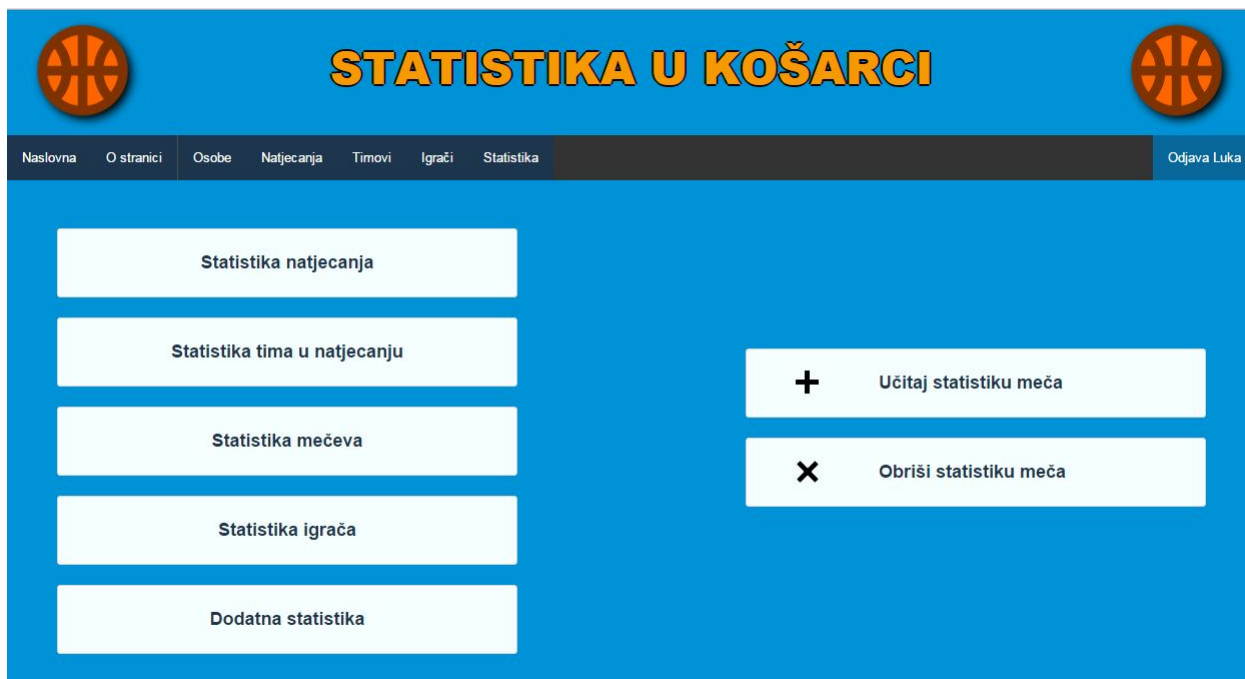 STATISTIKA U KOŠARCI
Naslovna O stranici Osobe Natjecanja Timovi Igrači Statistika Odjava Luka
Statistika natjecanja
Statistika tima u natjecanju
Statistika mečeva
Statistika igrača
Dodatna statistika
Učitaj statistiku meča
Obriši statistiku meča